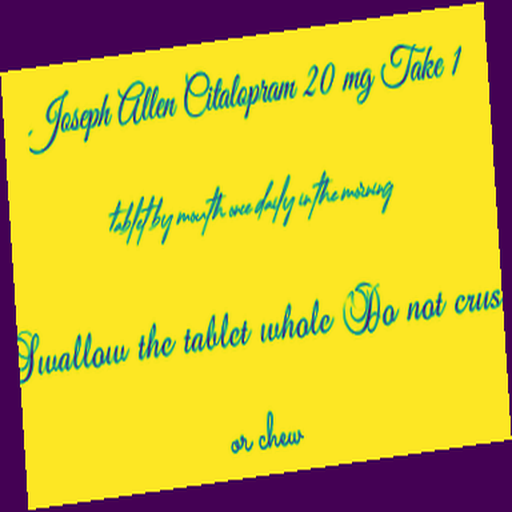 Joseph Allen Citalopram 20 mg Take 1
tablet by mouth once daily in the morning
Swallow the tablet whole Do not crus
or chew